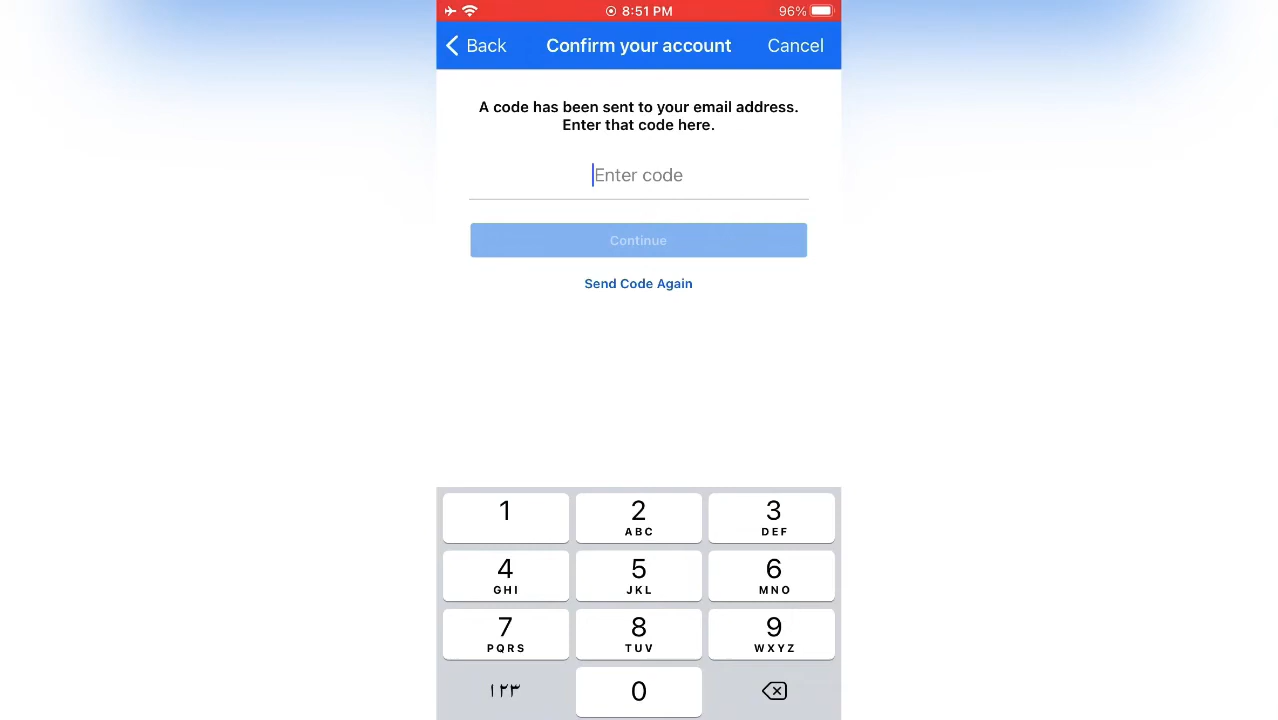 8:51 PM
96%
Back
Confirm your account
Cancel
A code has been sent to your email address.
Enter that code here.
Enter code
Continue
Send Code Again
1
2
ABC
3
DEF
4
GHI
5
JKL
6
MNO
7
PQRS
8
TUV
9
WXYZ
١٢٣
0